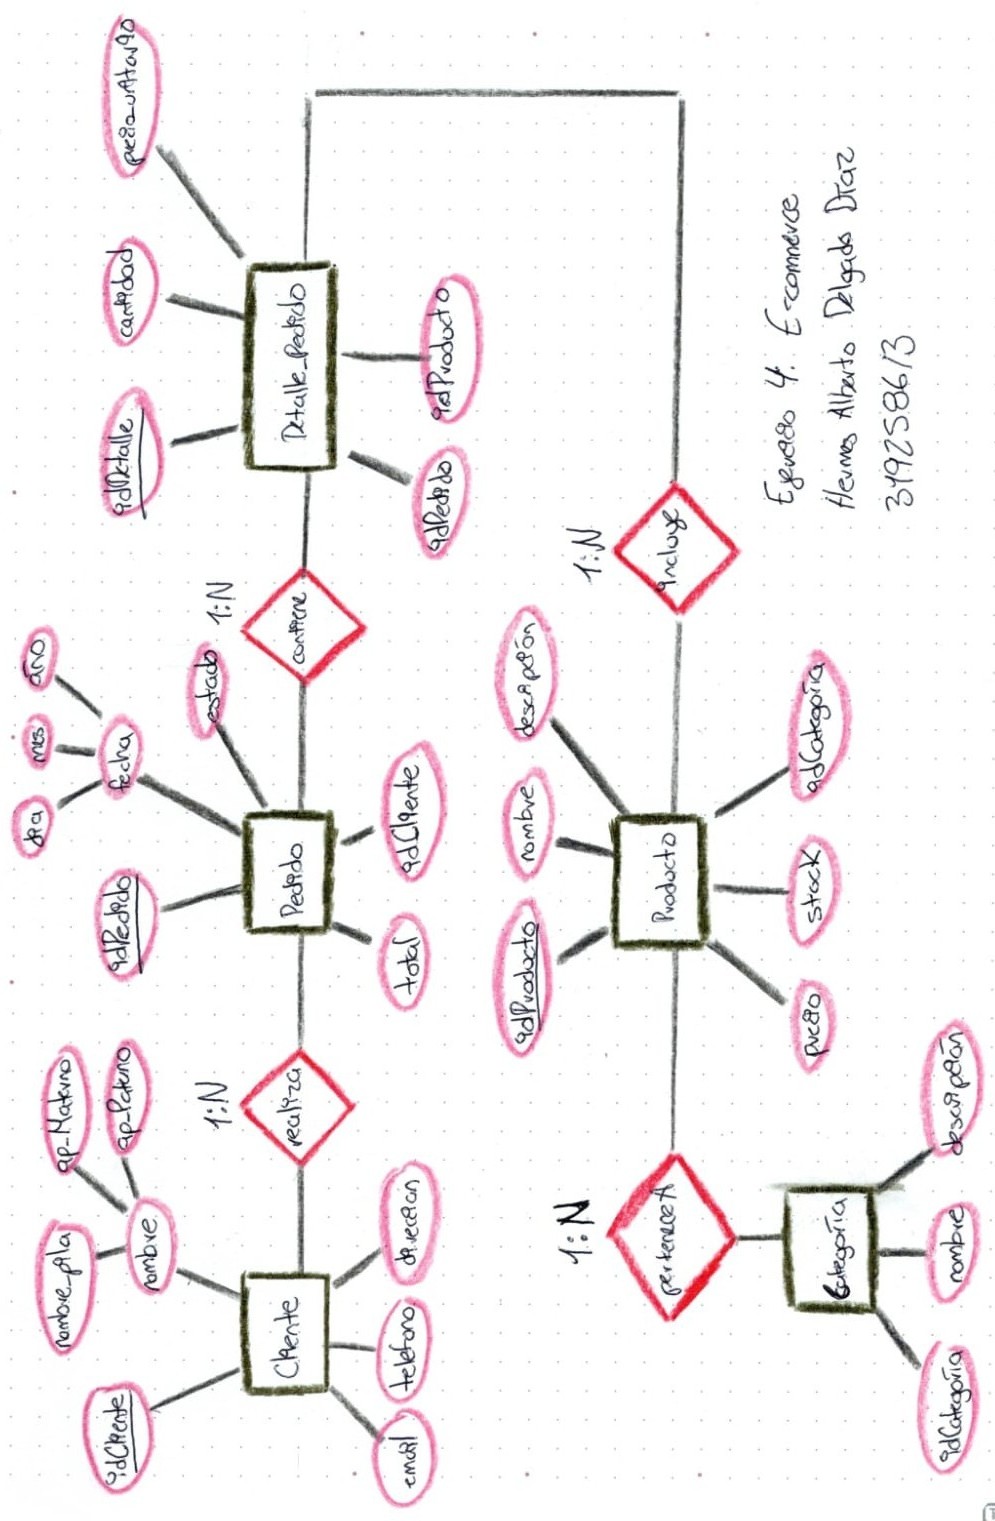 dia mes año
nombre_pila ap_Materno
idCliente ap_Paterno idPedido fecha idDetalle cantidad precio_unitario
nombre
1:N estado 1:N
Cliente realiza Pedido contiene Detalle_pedido
email telefono direccion total idCliente
idPedido idProducto
idProducto nombre descripción
1:N 1:N
perteneceA Producto incluye
precio stock idCategoría
Categoría
idCategoría nombre descripción
Ejercicio 4: E-commerce
Hermes Alberto Delgado Díaz
319258613